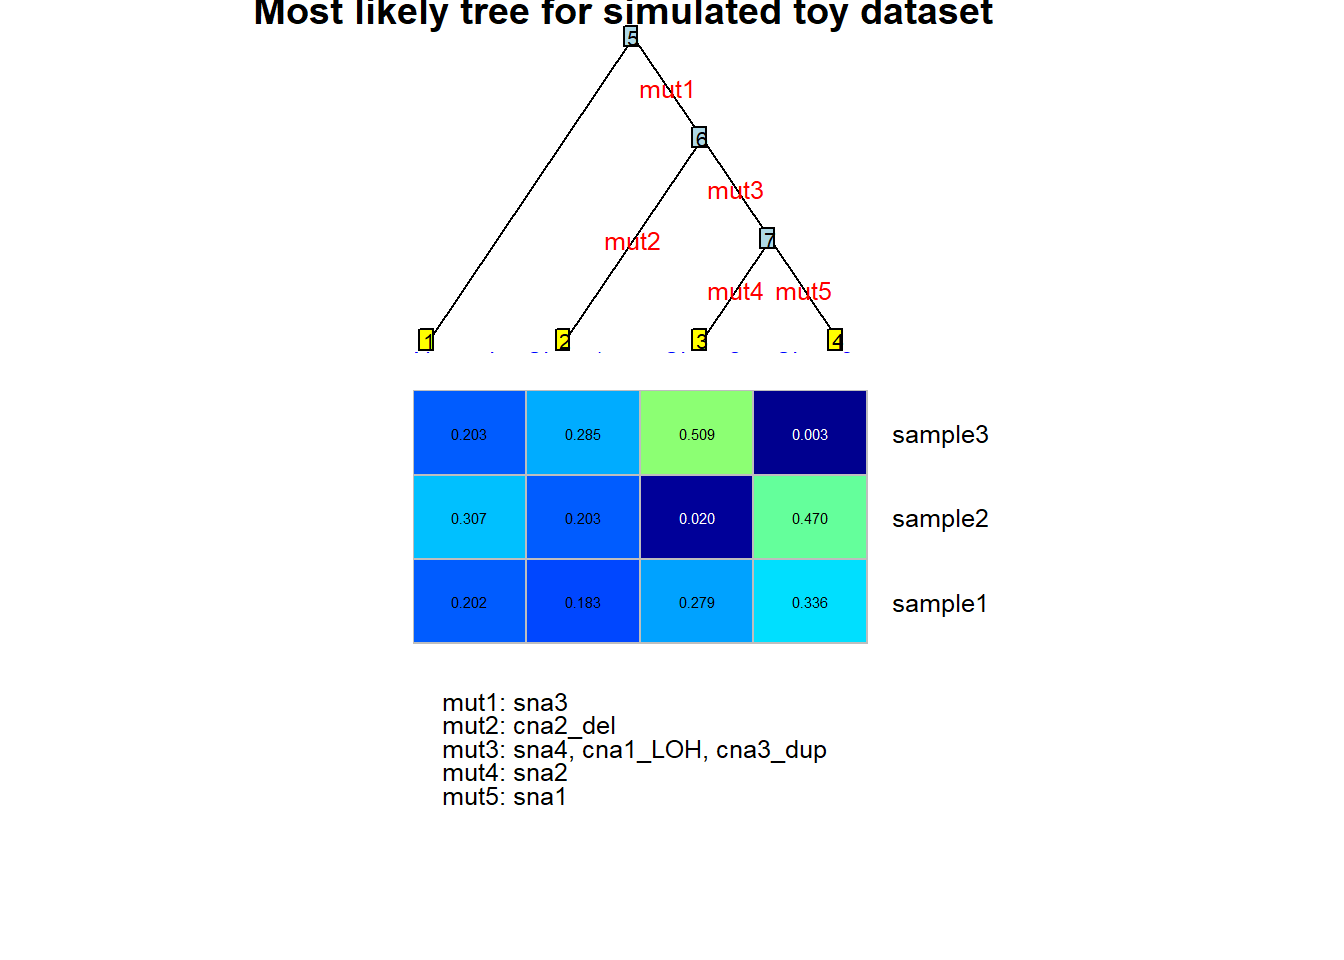 Most likely tree for simulated toy dataset
5
mut1
6
mut3
mut2
7
mut4 mut5
1 2 3 4
0.203 0.285 0.509 0.003 sample3
0.307 0.203 0.020 0.470 sample2
0.202 0.183 0.279 0.336 sample1
mut1: sna3
mut2: cna2_del
mut3: sna4, cna1_LOH, cna3_dup
mut4: sna2
mut5: sna1